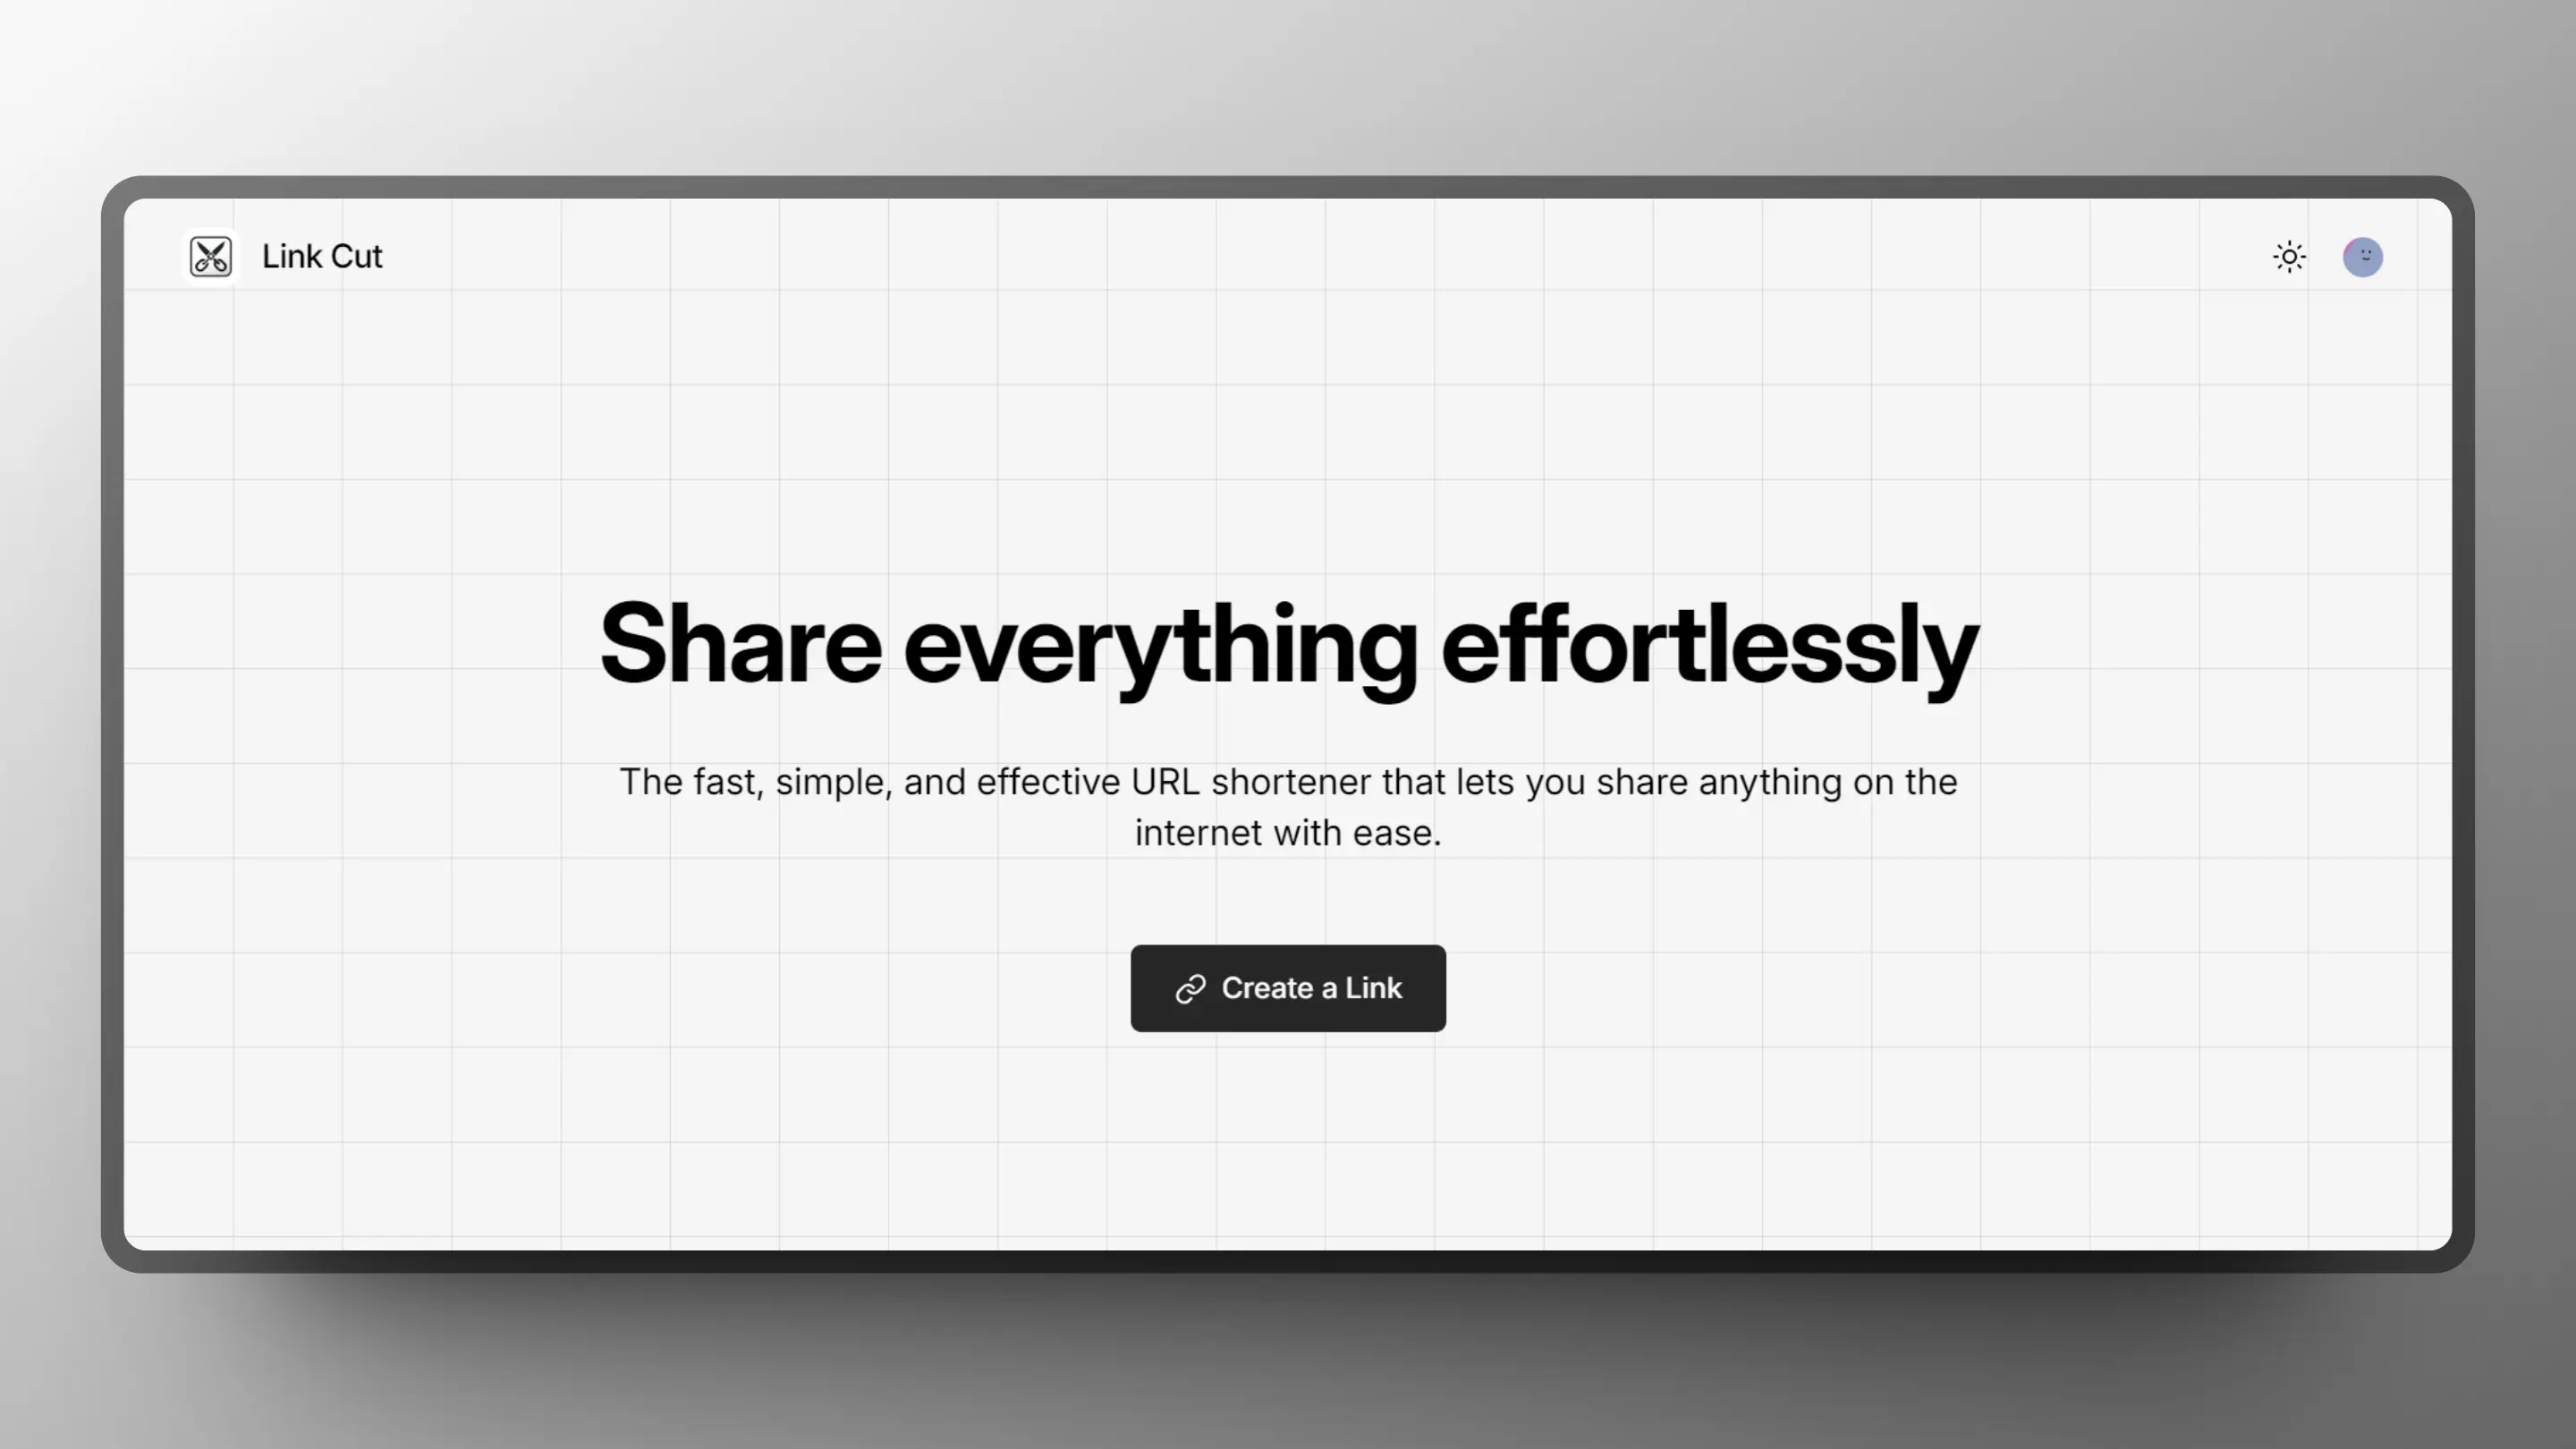 Link Cut
Share everything effortlessly
The fast, simple, and effective URL shortener that lets you share anything on the
internet with ease.
Create a Link